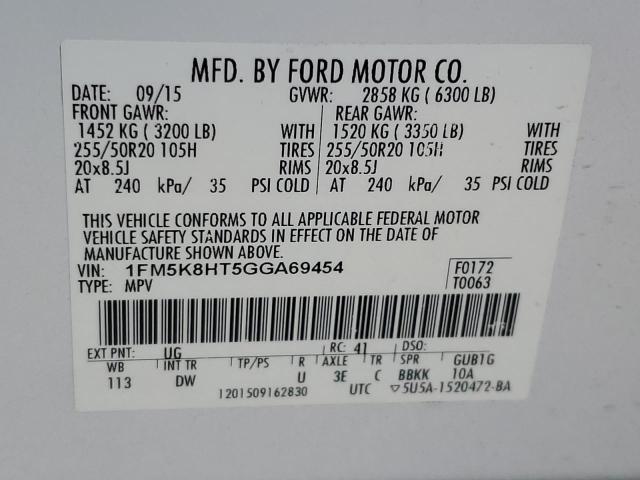 MFD. BY FORD MOTOR CO.
DATE: 09/15 GVWR: 2858 KG ( 6300 LB)
FRONT GAWR: REAR GAWR:
1452 KG ( 3200 LB) WITH 1520 KG ( 3350 LB) WITH
255/50R20 105H TIRES 255/50R20 105H TIRES
20x8.5J RIMS 20x8.5J RIMS
AT 240 kPa/ 35 PSI COLD AT 240 kPa/ 35 PSI COLD
THIS VEHICLE CONFORMS TO ALL APPLICABLE FEDERAL MOTOR
VEHICLE SAFETY STANDARDS IN EFFECT ON THE DATE OF
MANUFACTURE SHOWN ABOVE.
VIN: 1FM5K8HT5GGA69454 F0172
TYPE: MPV T0063
EXT PNT: UG RC: 41 DSO:
WB INT TR TP/PS R AXLE TR SPR GUB1G
113 DW U 3E C BBKK 10A
1201509162830 UTC ▽5U5A-1520472-BA